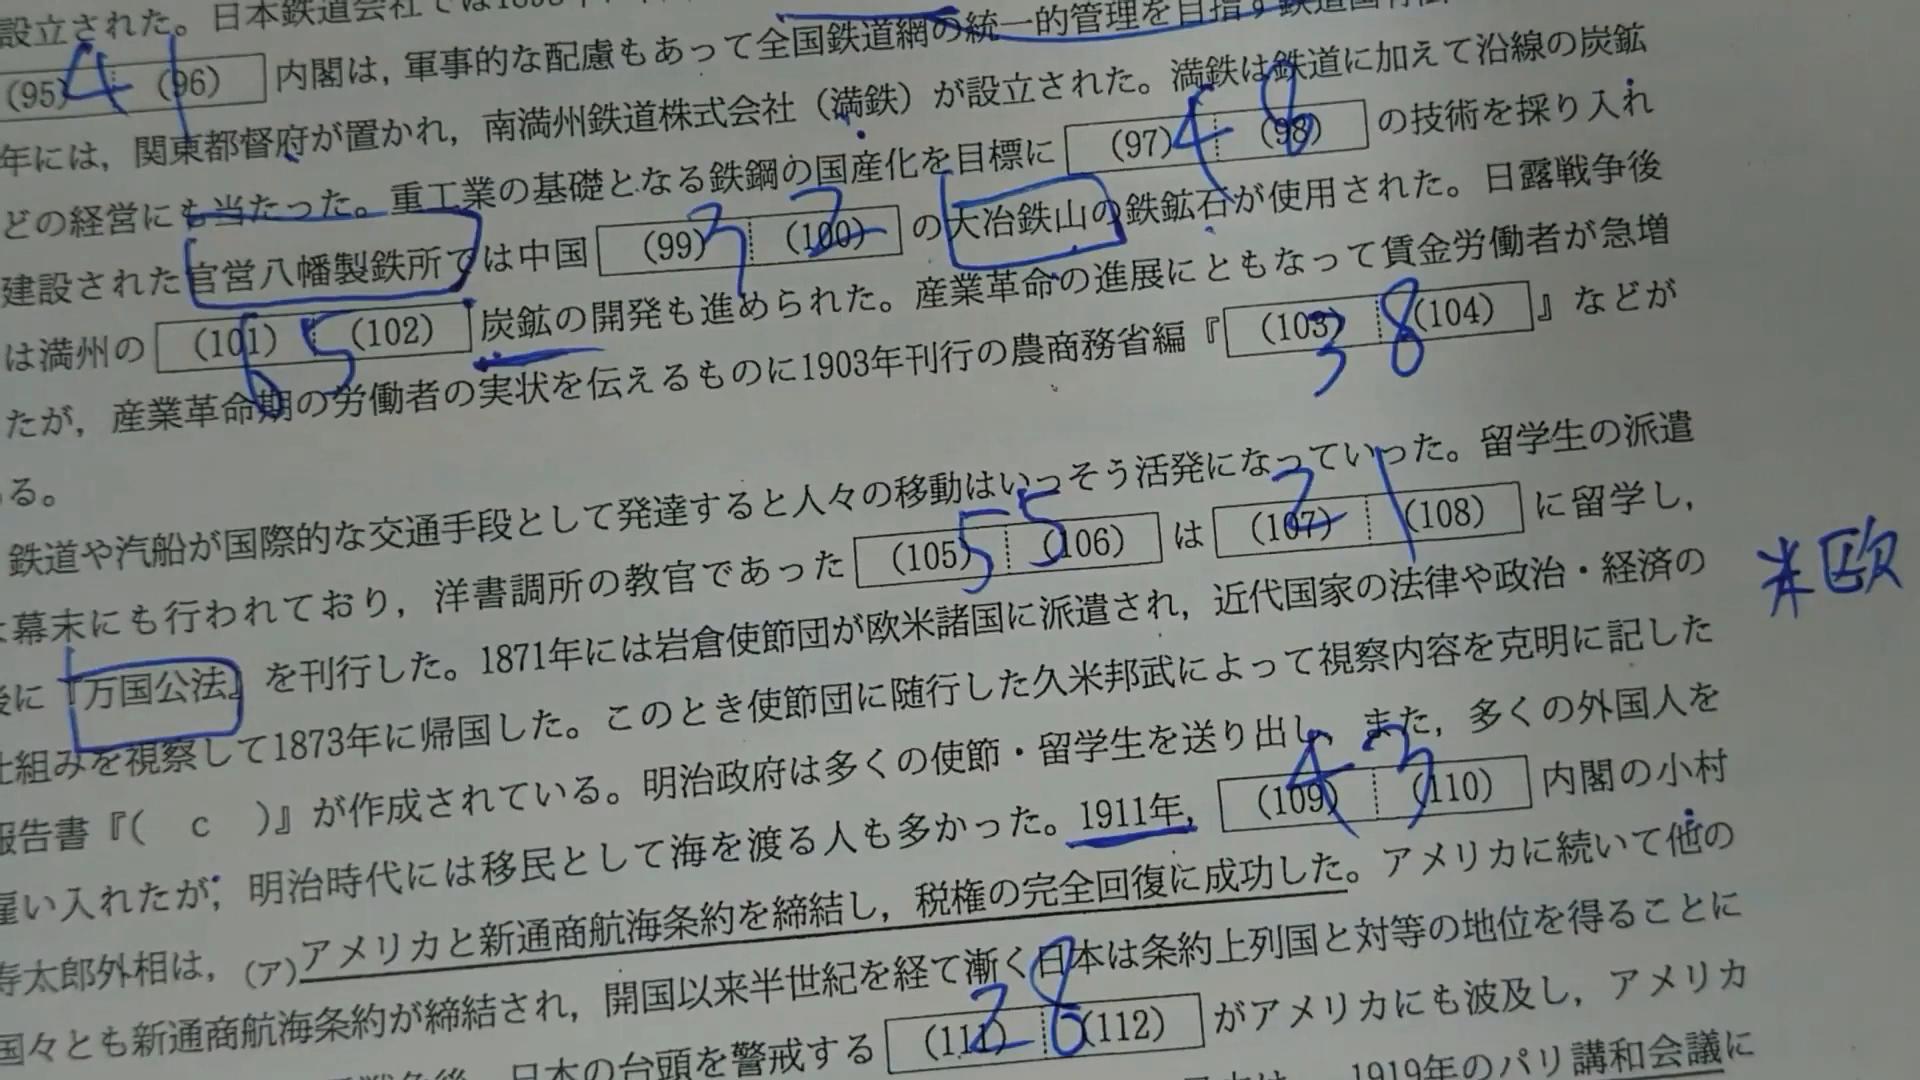 設立された。日本鉄道会社では
の統一的管理を目指す鉄道国有法
(95) 4 (96) 1 内閣は，軍事的な配慮もあって全国鉄道網
年には，関東都督府が置かれ，南満州鉄道株式会社（満鉄）が設立された。満鉄は鉄道に加えて沿線の炭鉱
どの経営にも当たった。重工業の基礎となる鉄鋼の国産化を目標に (97) 4 (98) 8 の技術を採り入れ
建設された官営八幡製鉄所では中国 (99) 3 (100) 2 の大冶鉄山の鉄鉱石が使用された。日露戦争後
は満州の (101) 6 (102) 5 炭鉱の開発も進められた。産業革命の進展にともなって賃金労働者が急増
たが，産業革命期の労働者の実状を伝えるものに1903年刊行の農商務省編『 (103) 3 (104) 8 』などが
る。
鉄道や汽船が国際的な交通手段として発達すると人々の移動はいっそう活発になっていった。留学生の派遣
幕末にも行われており，洋書調所の教官であった (105) 5 (106) 5 は (107) 2 (108) 1 に留学し，
後に『万国公法』を刊行した。1871年には岩倉使節団が欧米諸国に派遣され，近代国家の法律や政治・経済の
米欧
仕組みを視察して1873年に帰国した。このとき使節団に随行した久米邦武によって視察内容を克明に記した
報告書『( c )』が作成されている。明治政府は多くの使節・留学生を送り出し，また，多くの外国人を
雇い入れたが，明治時代には移民として海を渡る人も多かった。1911年， (109) 4 (110) 3 内閣の小村
寿太郎外相は，(ア)アメリカと新通商航海条約を締結し，税権の完全回復に成功した。アメリカに続いて他の
国々とも新通商航海条約が締結され，開国以来半世紀を経て漸く日本は条約上列国と対等の地位を得ることに
日本の台頭を警戒する (111) 2 (112) 8 がアメリカにも波及し，アメリカ
1919年のパリ講和会議に